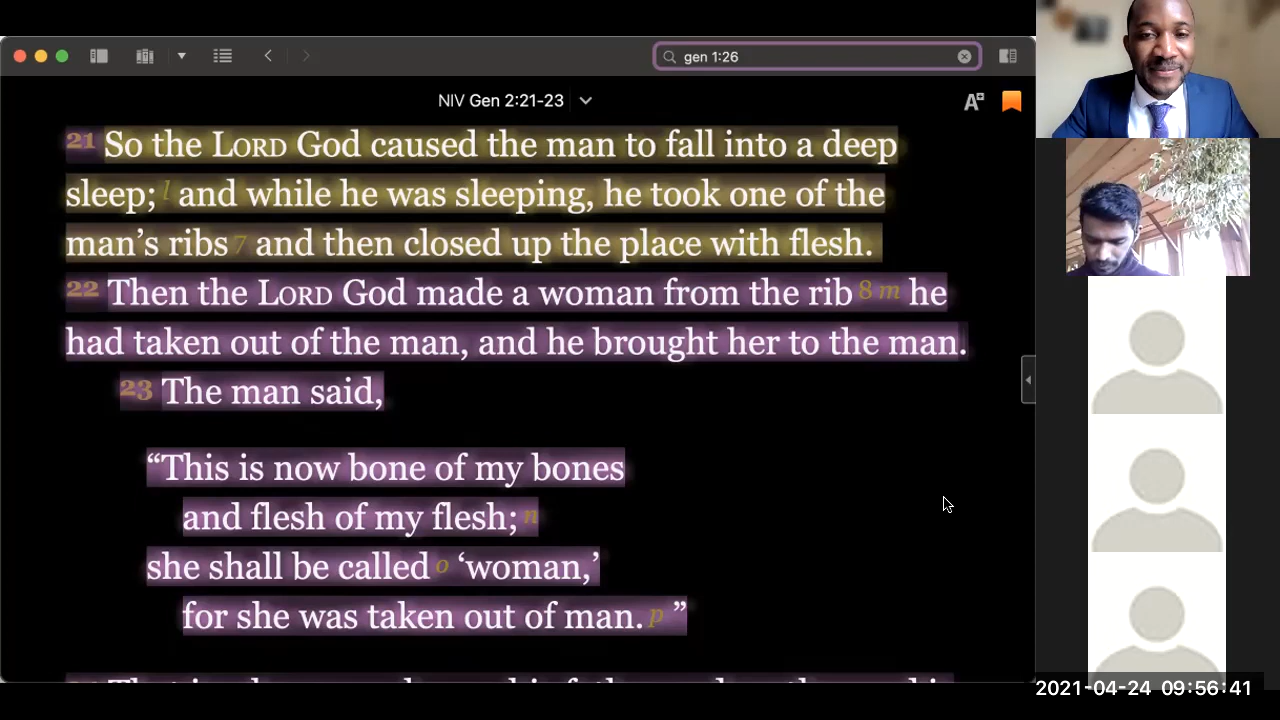 gen 1:26
NIV Gen 2:21-23
A
21 So the LORD God caused the man to fall into a deep
sleep; l and while he was sleeping, he took one of the
man’s ribs 7 and then closed up the place with flesh.
22 Then the LORD God made a woman from the rib 8 m he
had taken out of the man, and he brought her to the man.
23 The man said,
“This is now bone of my bones
and flesh of my flesh; n
she shall be called o ‘woman,’
for she was taken out of man. p ”
2021-04-24 09:56:41